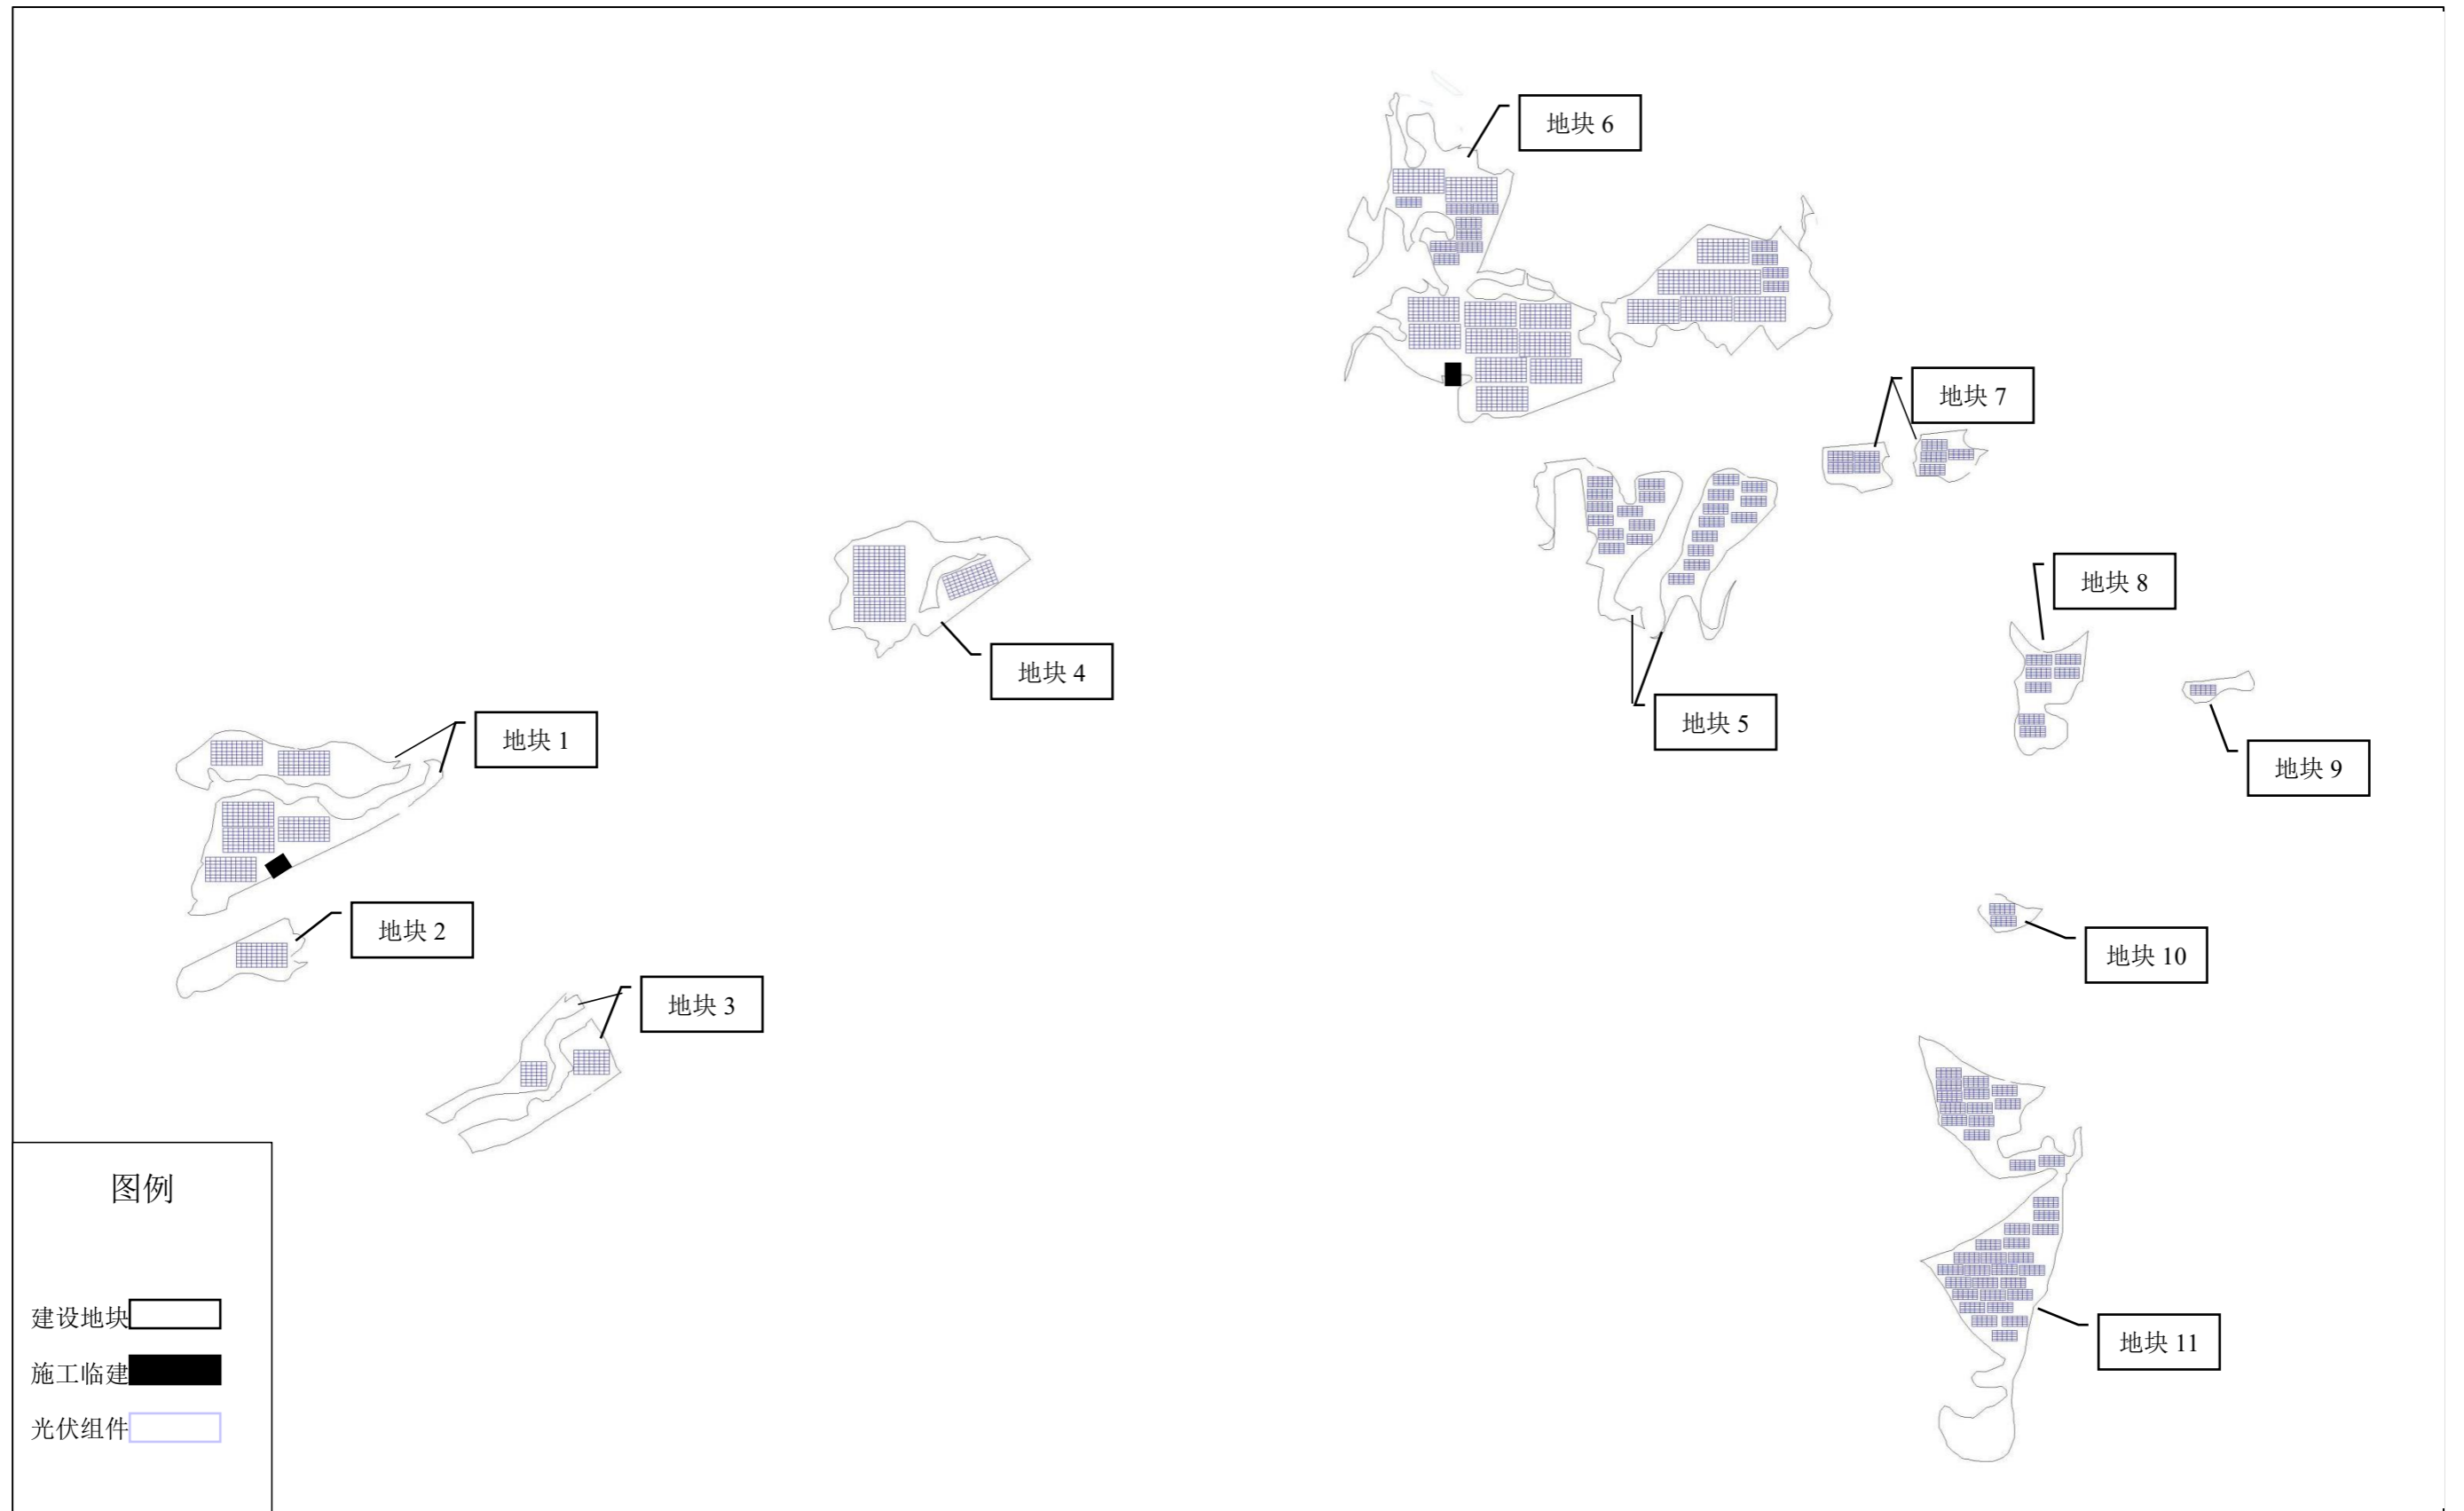 地块 6
地块 7
地块 8
地块 4
地块 5
地块 1
地块 9
地块 2
地块 10
地块 3
图例
建设地块
施工临建
光伏组件
地块 11